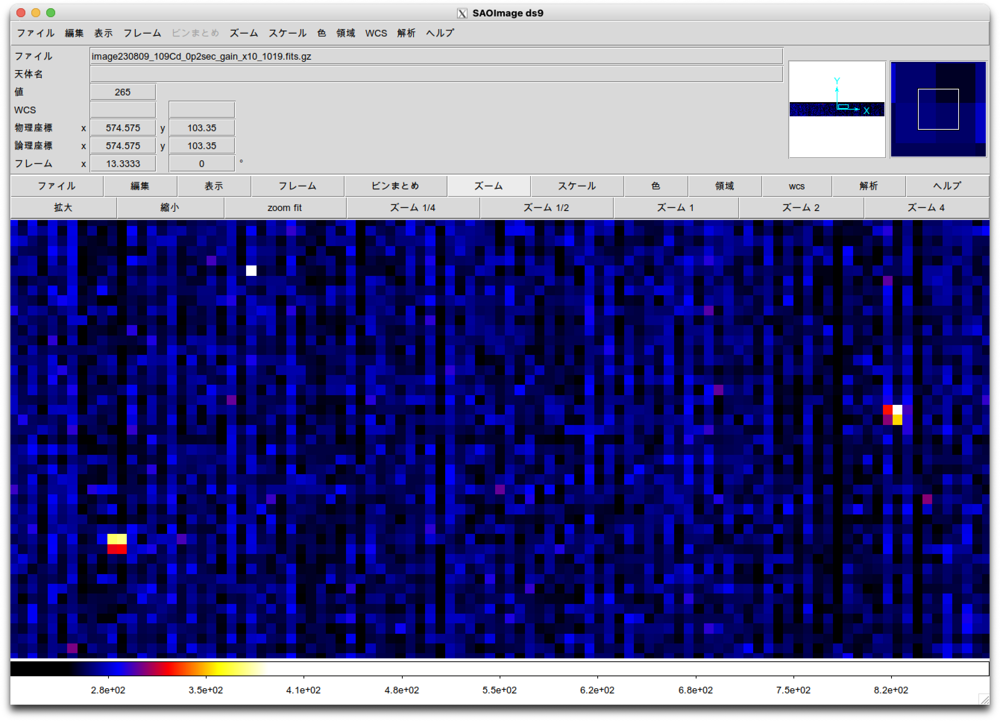 SAOImage ds9
ファイル 編集 表示 フレーム ビンまとめ ズーム スケール 色 領域 WCS 解析 ヘルプ
ファイル image230809_109Cd_0p2sec_gain_x10_1019.fits.gz
天体名
値 265
WCS
物理座標 x 574.575 y 103.35
論理座標 x 574.575 y 103.35
フレーム x 13.3333 0 °
Y
X
ファイル 編集 表示 フレーム ビンまとめ ズーム スケール 色 領域 wcs 解析 ヘルプ
拡大 縮小 zoom fit ズーム 1/4 ズーム 1/2 ズーム 1 ズーム 2 ズーム 4
2.8e+02 3.5e+02 4.1e+02 4.8e+02 5.5e+02 6.2e+02 6.8e+02 7.5e+02 8.2e+02